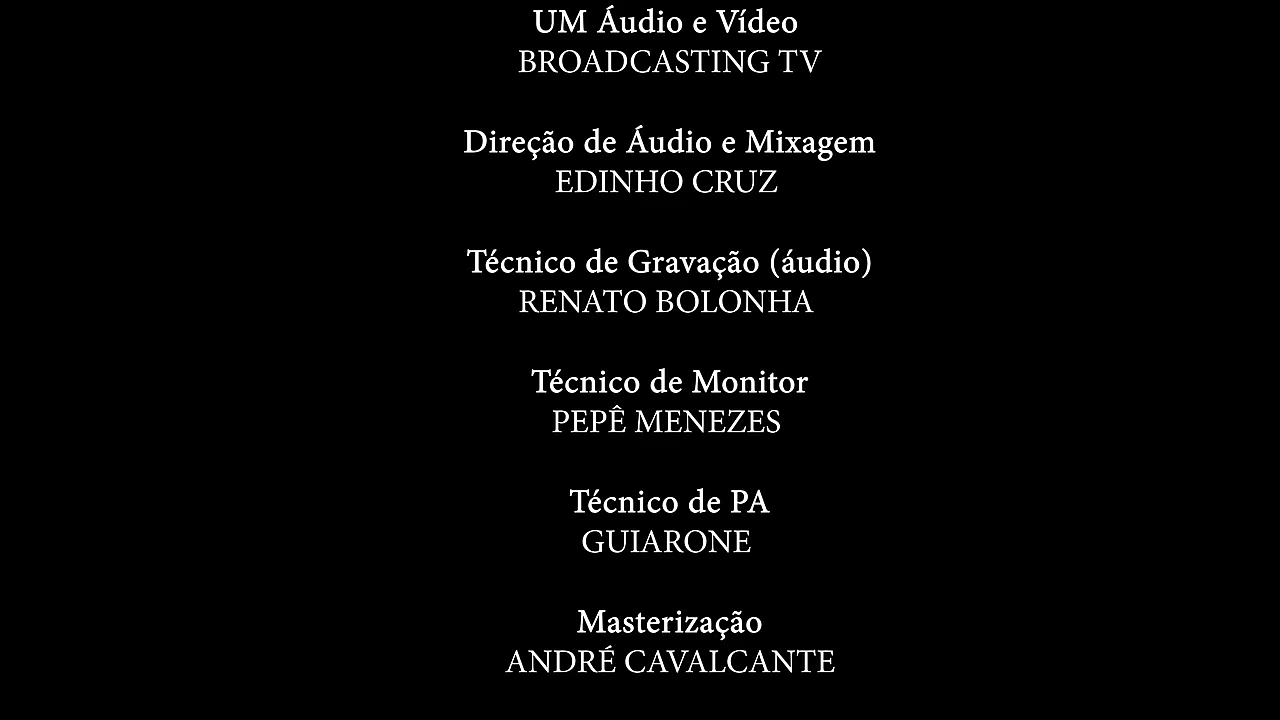 UM Áudio e Vídeo
BROADCASTING TV
Direção de Áudio e Mixagem
EDINHO CRUZ
Técnico de Gravação (áudio)
RENATO BOLONHA
Técnico de Monitor
PEPÊ MENEZES
Técnico de PA
GUIARONE
Masterização
ANDRÉ CAVALCANTE